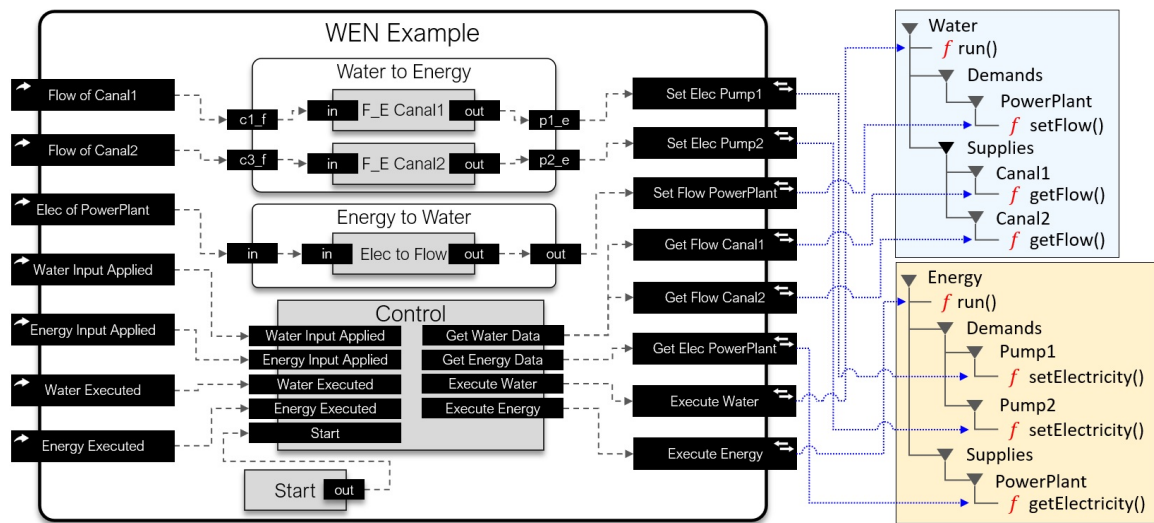 WEN Example
Flow of Canal1
Flow of Canal2
Elec of PowerPlant
Water Input Applied
Energy Input Applied
Water Executed
Energy Executed
Water to Energy
c1_f
in
F_E Canal1
out
p1_e
c3_f
in
F_E Canal2
out
p2_e
Energy to Water
in
in
Elec to Flow
out
out
Control
Water Input Applied
Energy Input Applied
Water Executed
Energy Executed
Start
Get Water Data
Get Energy Data
Execute Water
Execute Energy
Start
out
Set Elec Pump1
Set Elec Pump2
Set Flow PowerPlant
Get Flow Canal1
Get Flow Canal2
Get Elec PowerPlant
Execute Water
Execute Energy
Water
f run()
Demands
PowerPlant
f setFlow()
Supplies
Canal1
f getFlow()
Canal2
f getFlow()
Energy
f run()
Demands
Pump1
f setElectricity()
Pump2
f setElectricity()
Supplies
PowerPlant
f getElectricity()